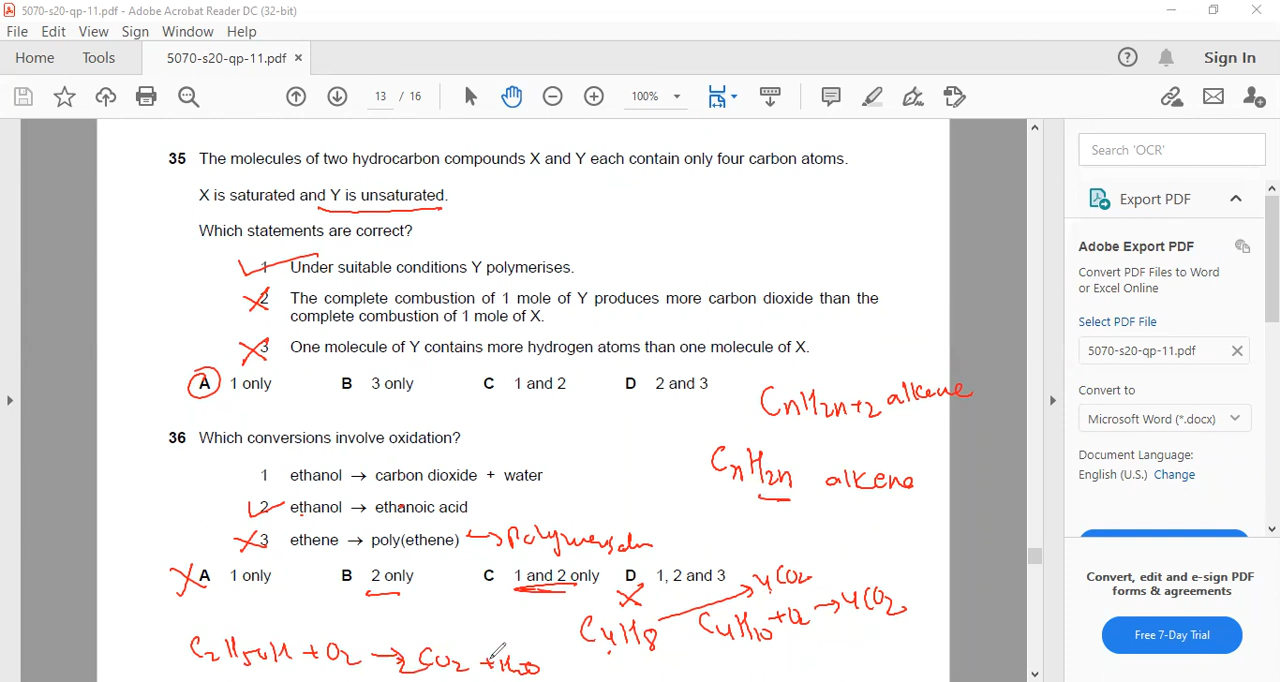 5070-s20-qp-11.pdf - Adobe Acrobat Reader DC (32-bit)
File Edit View Sign Window Help
Home Tools 5070-s20-qp-11.pdf × ? Sign In
13 / 16 100%
35 The molecules of two hydrocarbon compounds X and Y each contain only four carbon atoms.
X is saturated and Y is unsaturated.
Which statements are correct?
1 Under suitable conditions Y polymerises.
2 The complete combustion of 1 mole of Y produces more carbon dioxide than the
complete combustion of 1 mole of X.
3 One molecule of Y contains more hydrogen atoms than one molecule of X.
A 1 only B 3 only C 1 and 2 D 2 and 3
CnH2n+2 alkene
36 Which conversions involve oxidation?
CnH2n alkene
1 ethanol → carbon dioxide + water
2 ethanol → ethanoic acid
3 ethene → poly(ethene)
A 1 only B 2 only C 1 and 2 only D 1, 2 and 3
4CO2
C4H8 C4H10 + O2 → 4CO2
C2H5OH + O2 → 2CO2 + H2O
Search 'OCR'
Export PDF
Adobe Export PDF
Convert PDF Files to Word
or Excel Online
Select PDF File
5070-s20-qp-11.pdf
Convert to
Microsoft Word (*.docx)
Document Language:
English (U.S.) Change
Convert, edit and e-sign PDF
forms & agreements
Free 7-Day Trial